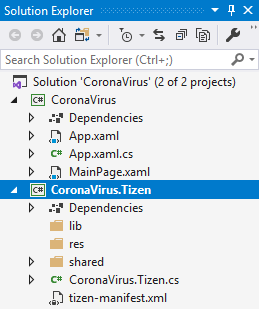 Solution Explorer
Search Solution Explorer (Ctrl+;)
Solution 'CoronaVirus' (2 of 2 projects)
C# CoronaVirus
Dependencies
App.xaml
C# App.xaml.cs
MainPage.xaml
C# CoronaVirus.Tizen
Dependencies
lib
res
shared
C# CoronaVirus.Tizen.cs
tizen-manifest.xml